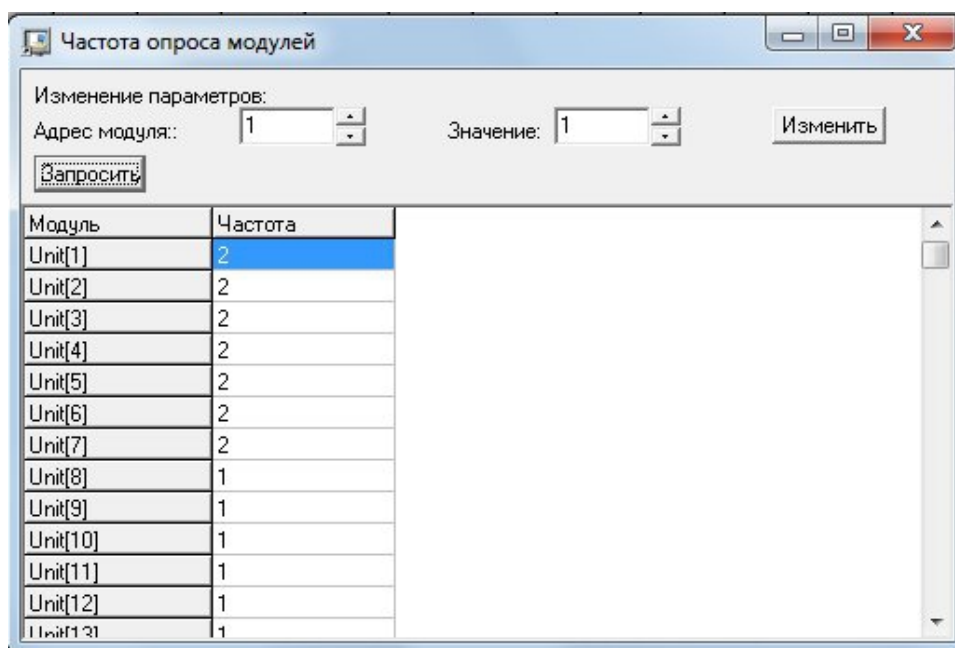 Частота опроса модулей
Изменение параметров:
Адрес модуля:: 1 Значение: 1 Изменить
Запросить
Модуль Частота
Unit[1] 2
Unit[2] 2
Unit[3] 2
Unit[4] 2
Unit[5] 2
Unit[6] 2
Unit[7] 2
Unit[8] 1
Unit[9] 1
Unit[10] 1
Unit[11] 1
Unit[12] 1
Unit[13] 1